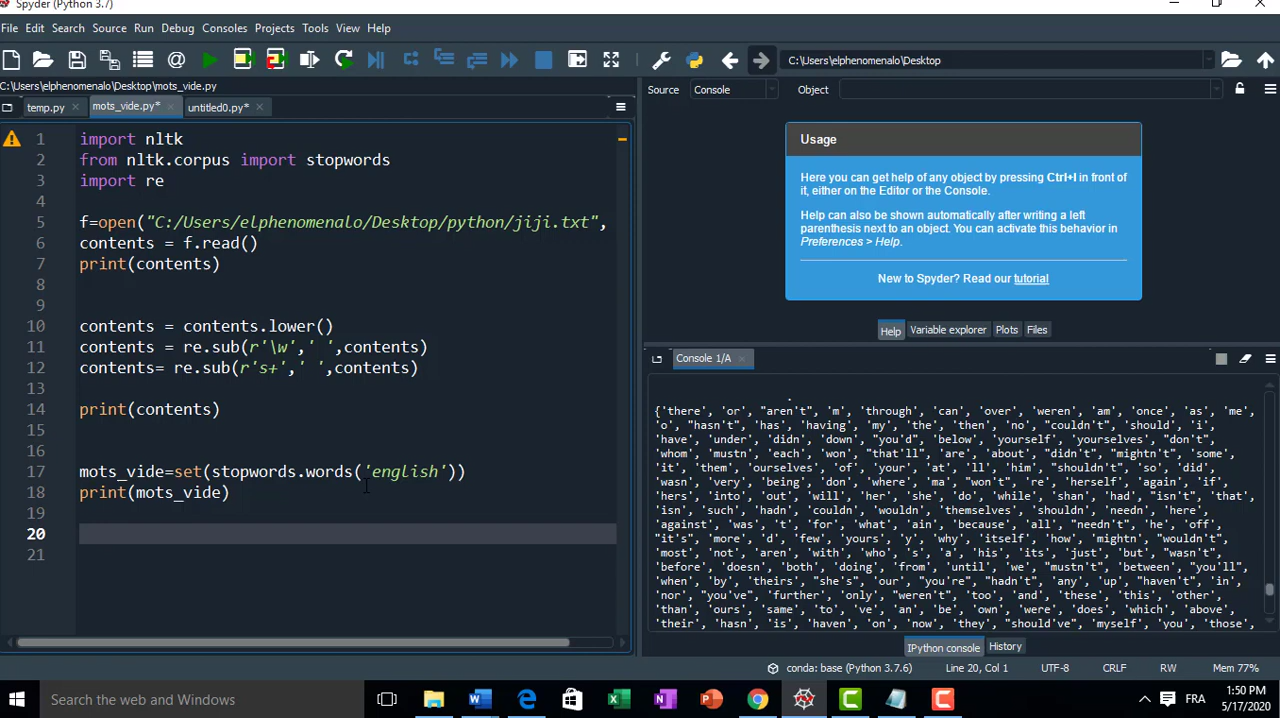 Spyder (Python 3.7)
File Edit Search Source Run Debug Consoles Projects Tools View Help
C:\Users\elphenomenalo\Desktop
C:\Users\elphenomenalo\Desktop\mots_vide.py
temp.py mots_vide.py* untitled0.py*
Source Console Object
1 import nltk
2 from nltk.corpus import stopwords
3 import re
4
5 f=open("C:/Users/elphenomenalo/Desktop/python/jiji.txt",
6 contents = f.read()
7 print(contents)
8
9
10 contents = contents.lower()
11 contents = re.sub(r'\w',' ',contents)
12 contents= re.sub(r's+',' ',contents)
13
14 print(contents)
15
16
17 mots_vide=set(stopwords.words('english'))
18 print(mots_vide)
19
20
21
Usage
Here you can get help of any object by pressing Ctrl+I in front
of it, either on the Editor or the Console.
Help can also be shown automatically after writing a left
parenthesis next to an object. You can activate this behavior in
Preferences > Help.
New to Spyder? Read our tutorial
Help Variable explorer Plots Files
Console 1/A
{'there', 'or', "aren't", 'm', 'through', 'can', 'over', 'weren', 'am', 'once', 'as', 'me',
'o', "hasn't", 'has', 'having', 'my', 'the', 'then', 'no', "couldn't", 'should', 'i',
'have', 'under', 'didn', 'down', "you'd", 'below', 'yourself', 'yourselves', "don't",
'whom', 'mustn', 'each', 'won', "that'll", 'are', 'about', "didn't", "mightn't", 'some',
'it', 'them', 'ourselves', 'of', 'your', 'at', 'll', 'him', "shouldn't", 'so', 'did',
'wasn', 'very', 'being', 'don', 'where', 'ma', "won't", 're', 'herself', 'again', 'if',
'hers', 'into', 'out', 'will', 'her', 'she', 'do', 'while', 'shan', 'had', "isn't", 'that',
'isn', 'such', 'hadn', 'couldn', 'wouldn', 'themselves', 'shouldn', 'needn', 'here',
'against', 'was', 't', 'for', 'what', 'ain', 'because', 'all', "needn't", 'he', 'off',
"it's", 'more', 'd', 'few', 'yours', 'y', 'why', 'itself', 'how', 'mightn', "wouldn't",
'most', 'not', 'aren', 'with', 'who', 's', 'a', 'his', 'its', 'just', 'but', "wasn't",
'before', 'doesn', 'both', 'doing', 'from', 'until', 'we', "mustn't", 'between', "you'll",
'when', 'by', 'theirs', "she's", 'our', "you're", "hadn't", 'any', 'up', "haven't", 'in',
'nor', "you've", 'further', 'only', "weren't", 'too', 'and', 'these', 'this', 'other',
'than', 'ours', 'same', 'to', 've', 'an', 'be', 'own', 'were', 'does', 'which', 'above',
'their', 'hasn', 'is', 'haven', 'on', 'now', 'they', "should've", 'myself', 'you', 'those',
IPython console History
conda: base (Python 3.7.6) Line 20, Col 1 UTF-8 CRLF RW Mem 77%
Search the web and Windows
FRA
1:50 PM
5/17/2020